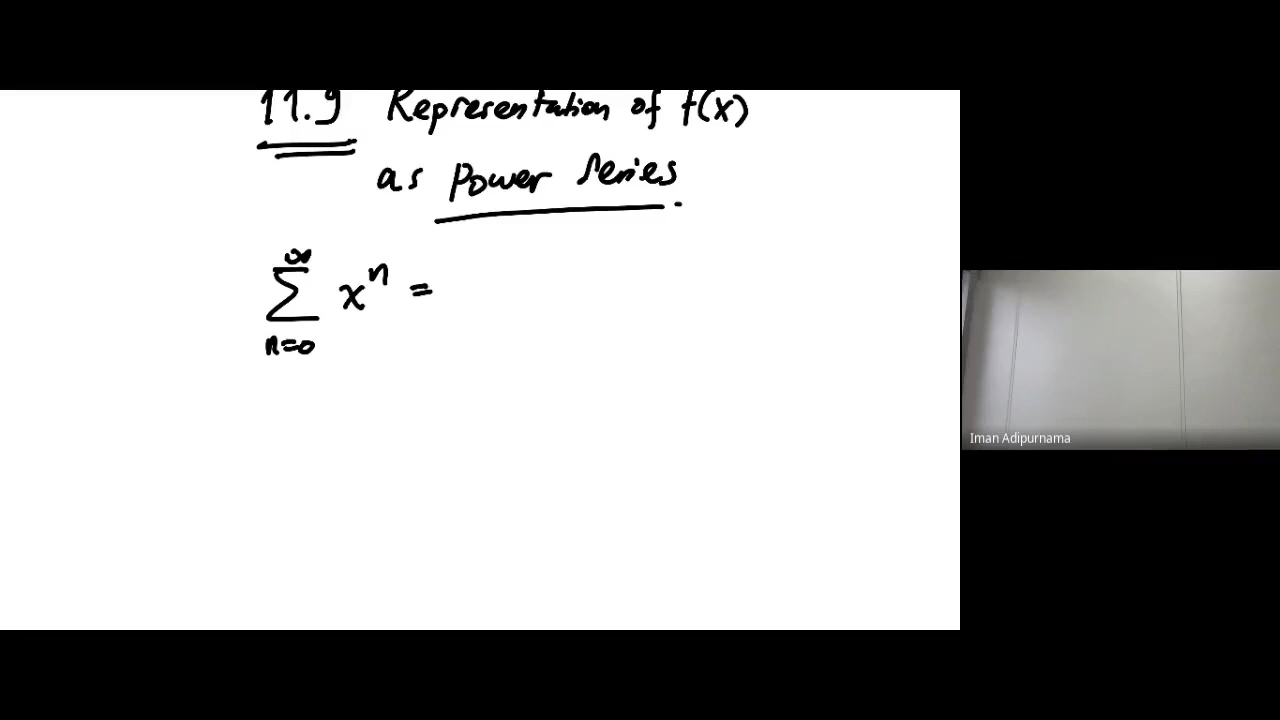 11.9 Representation of f(x)
as power series.
∞
∑ xⁿ =
n=0
Iman Adipurnama